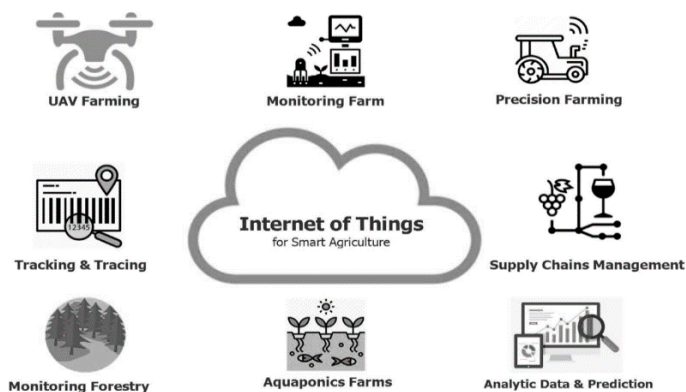 UAV Farming
Monitoring Farm
Precision Farming
Internet of Things
for Smart Agriculture
12345
Tracking & Tracing
Supply Chains Management
Monitoring Forestry
Aquaponics Farms
Analytic Data & Prediction